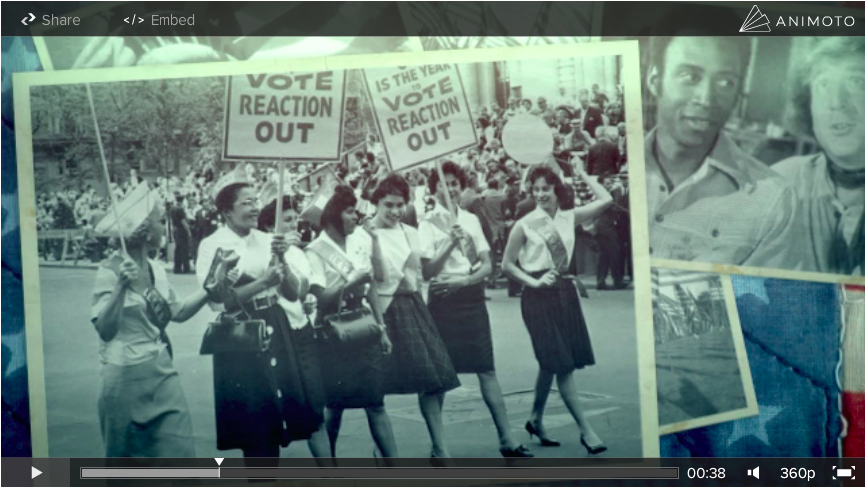 Share
</> Embed
ANIMOTO
VOTE
REACTION
OUT
IS THE YEAR
TO
VOTE
REACTION
OUT
00:38
360p